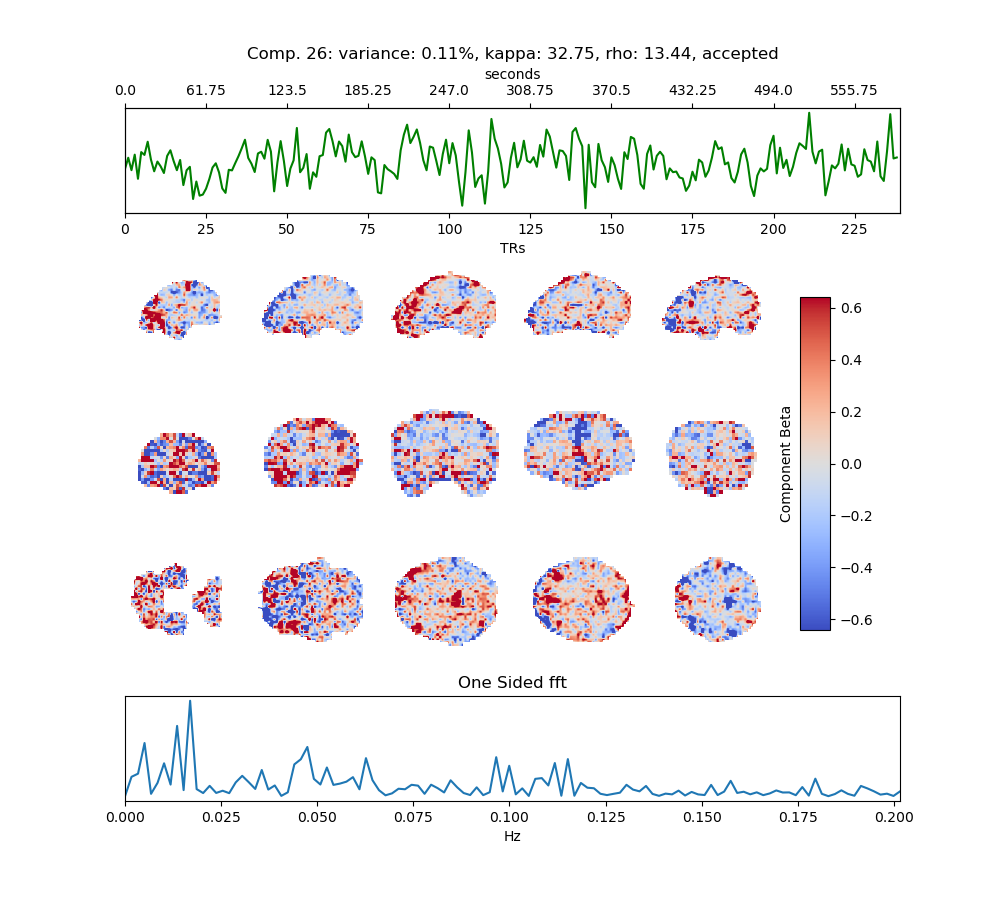 Comp. 26: variance: 0.11%, kappa: 32.75, rho: 13.44, accepted
seconds
0.0 61.75 123.5 185.25 247.0 308.75 370.5 432.25 494.0 555.75
0 25 50 75 100 125 150 175 200 225
TRs
0.6
0.4
0.2
0.0
−0.2
−0.4
−0.6
Component Beta
One Sided fft
0.000 0.025 0.050 0.075 0.100 0.125 0.150 0.175 0.200
Hz